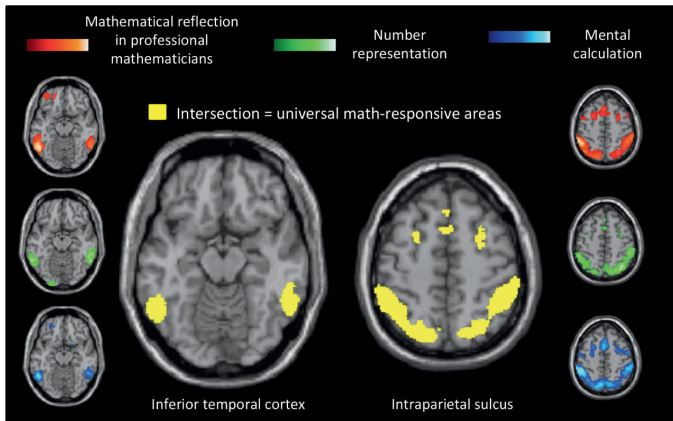 Mathematical reflection
in professional
mathematicians
Number
representation
Mental
calculation
Intersection = universal math-responsive areas
Inferior temporal cortex
Intraparietal sulcus